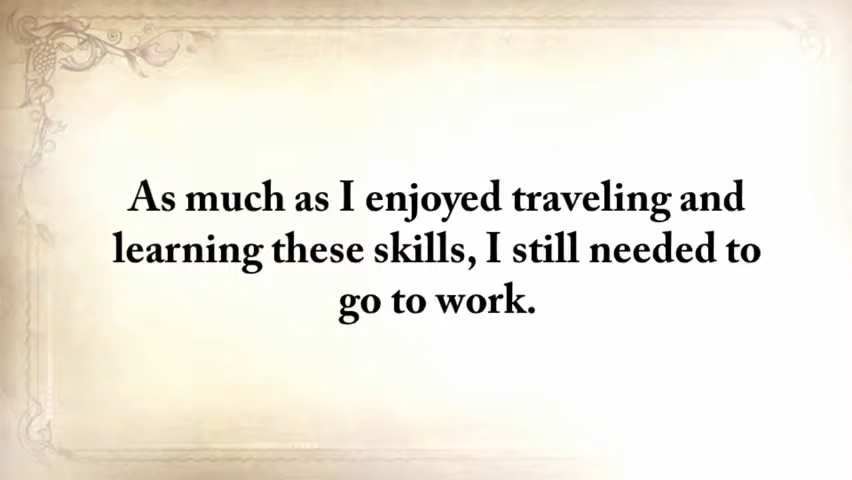 As much as I enjoyed traveling and
learning these skills, I still needed to
go to work.